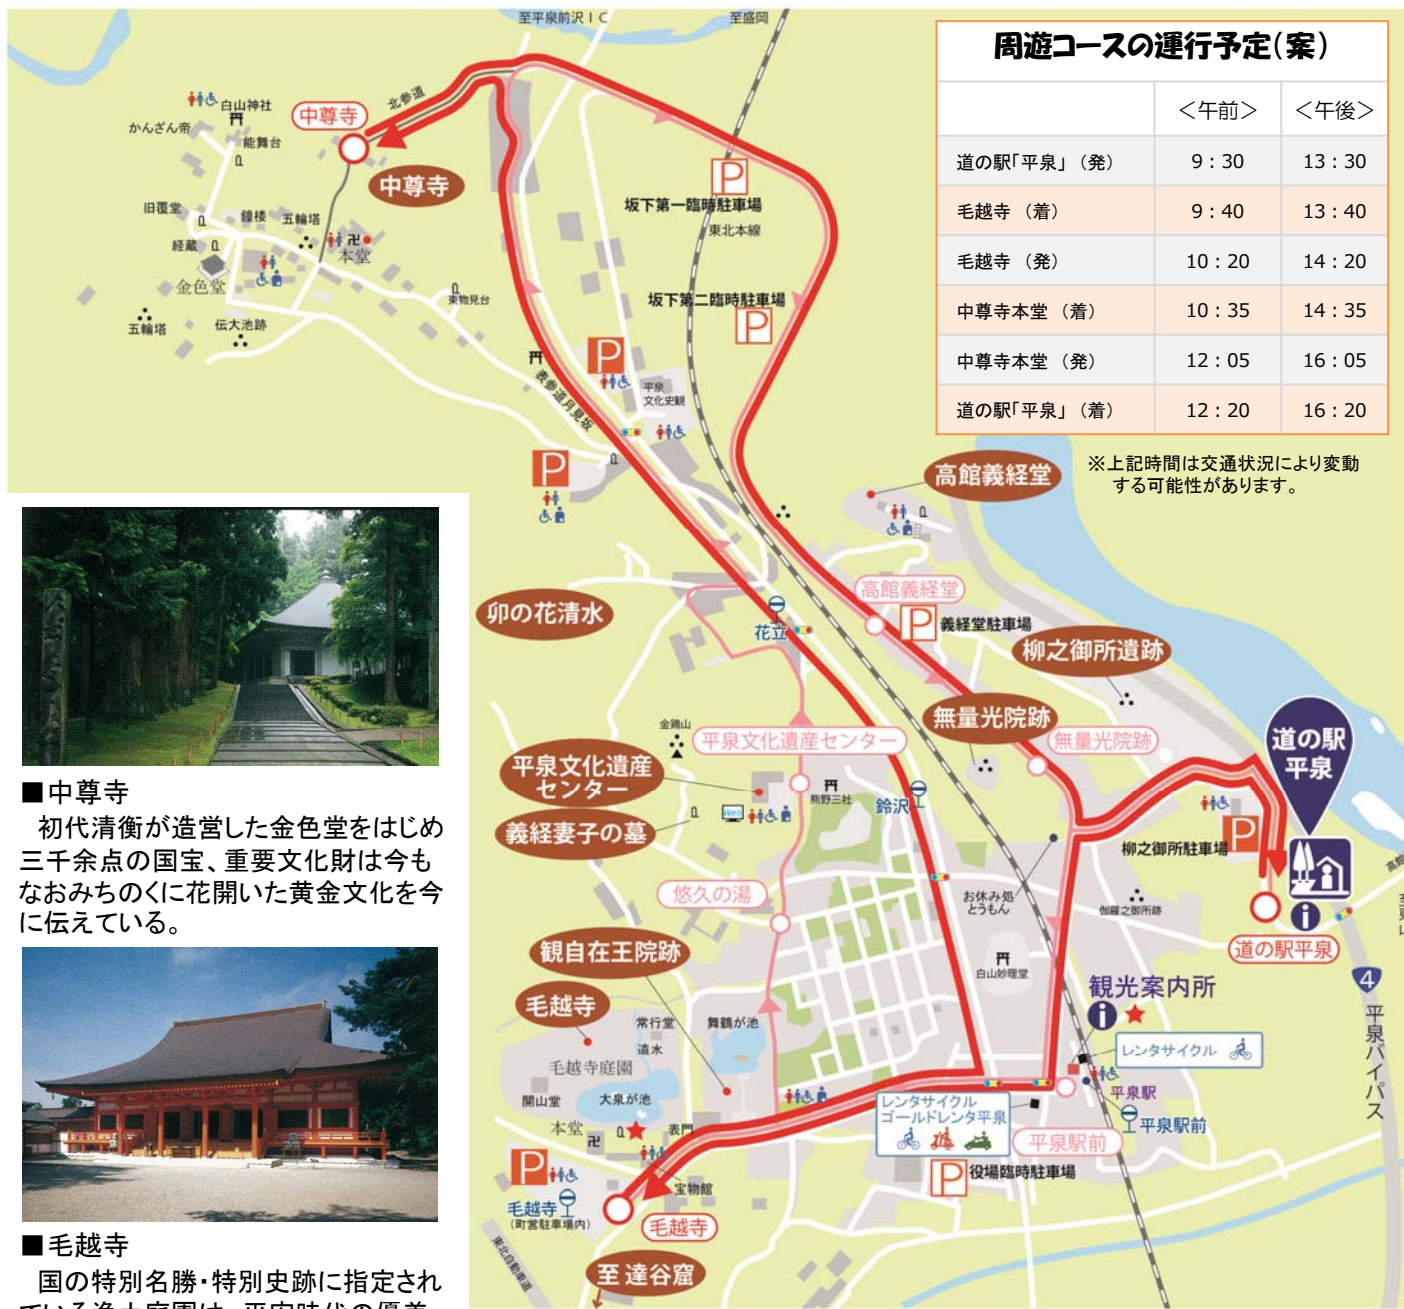 至平泉前沢IC
至盛岡
周遊コースの運行予定(案)
<午前> <午後>
道の駅「平泉」(発) 9:30 13:30
毛越寺 (着) 9:40 13:40
毛越寺 (発) 10:20 14:20
中尊寺本堂 (着) 10:35 14:35
中尊寺本堂 (発) 12:05 16:05
道の駅「平泉」(着) 12:20 16:20
※上記時間は交通状況により変動
する可能性があります。
北参道
白山神社
中尊寺
かんざん帝
能舞台
中尊寺
旧覆堂
鐘楼
五輪塔
経蔵
本堂
金色堂
東物見台
五輪塔
伝大池跡
P
坂下第一臨時駐車場
東北本線
坂下第二臨時駐車場
P
P
表参道月見坂
平泉
文化史観
P
高館義経堂
高館義経堂
P
義経堂駐車場
卯の花清水
花立
柳之御所遺跡
無量光院跡
無量光院跡
道の駅
平泉
金鶏山
平泉文化遺産センター
平泉文化遺産
センター
熊野三社
鈴沢
Web
義経妻子の墓
P
柳之御所駐車場
お休み処
とうもん
伽羅之御所跡
悠久の湯
道の駅平泉
観自在王院跡
白山妙理堂
観光案内所
4
平泉バイパス
毛越寺
常行堂
舞鶴が池
遣水
毛越寺庭園
レンタサイクル
開山堂
大泉が池
平泉駅
レンタサイクル
ゴールドレンタ平泉
平泉駅前
本堂
表門
平泉駅前
P
宝物館
P
役場臨時駐車場
毛越寺
(町営駐車場内)
毛越寺
東北自動車道
至 達谷窟
■中尊寺
初代清衡が造営した金色堂をはじめ
三千余点の国宝、重要文化財は今も
なおみちのくに花開いた黄金文化を今
に伝えている。
■毛越寺
国の特別名勝・特別史跡に指定され
ている浄土庭園は、平安時代の優美